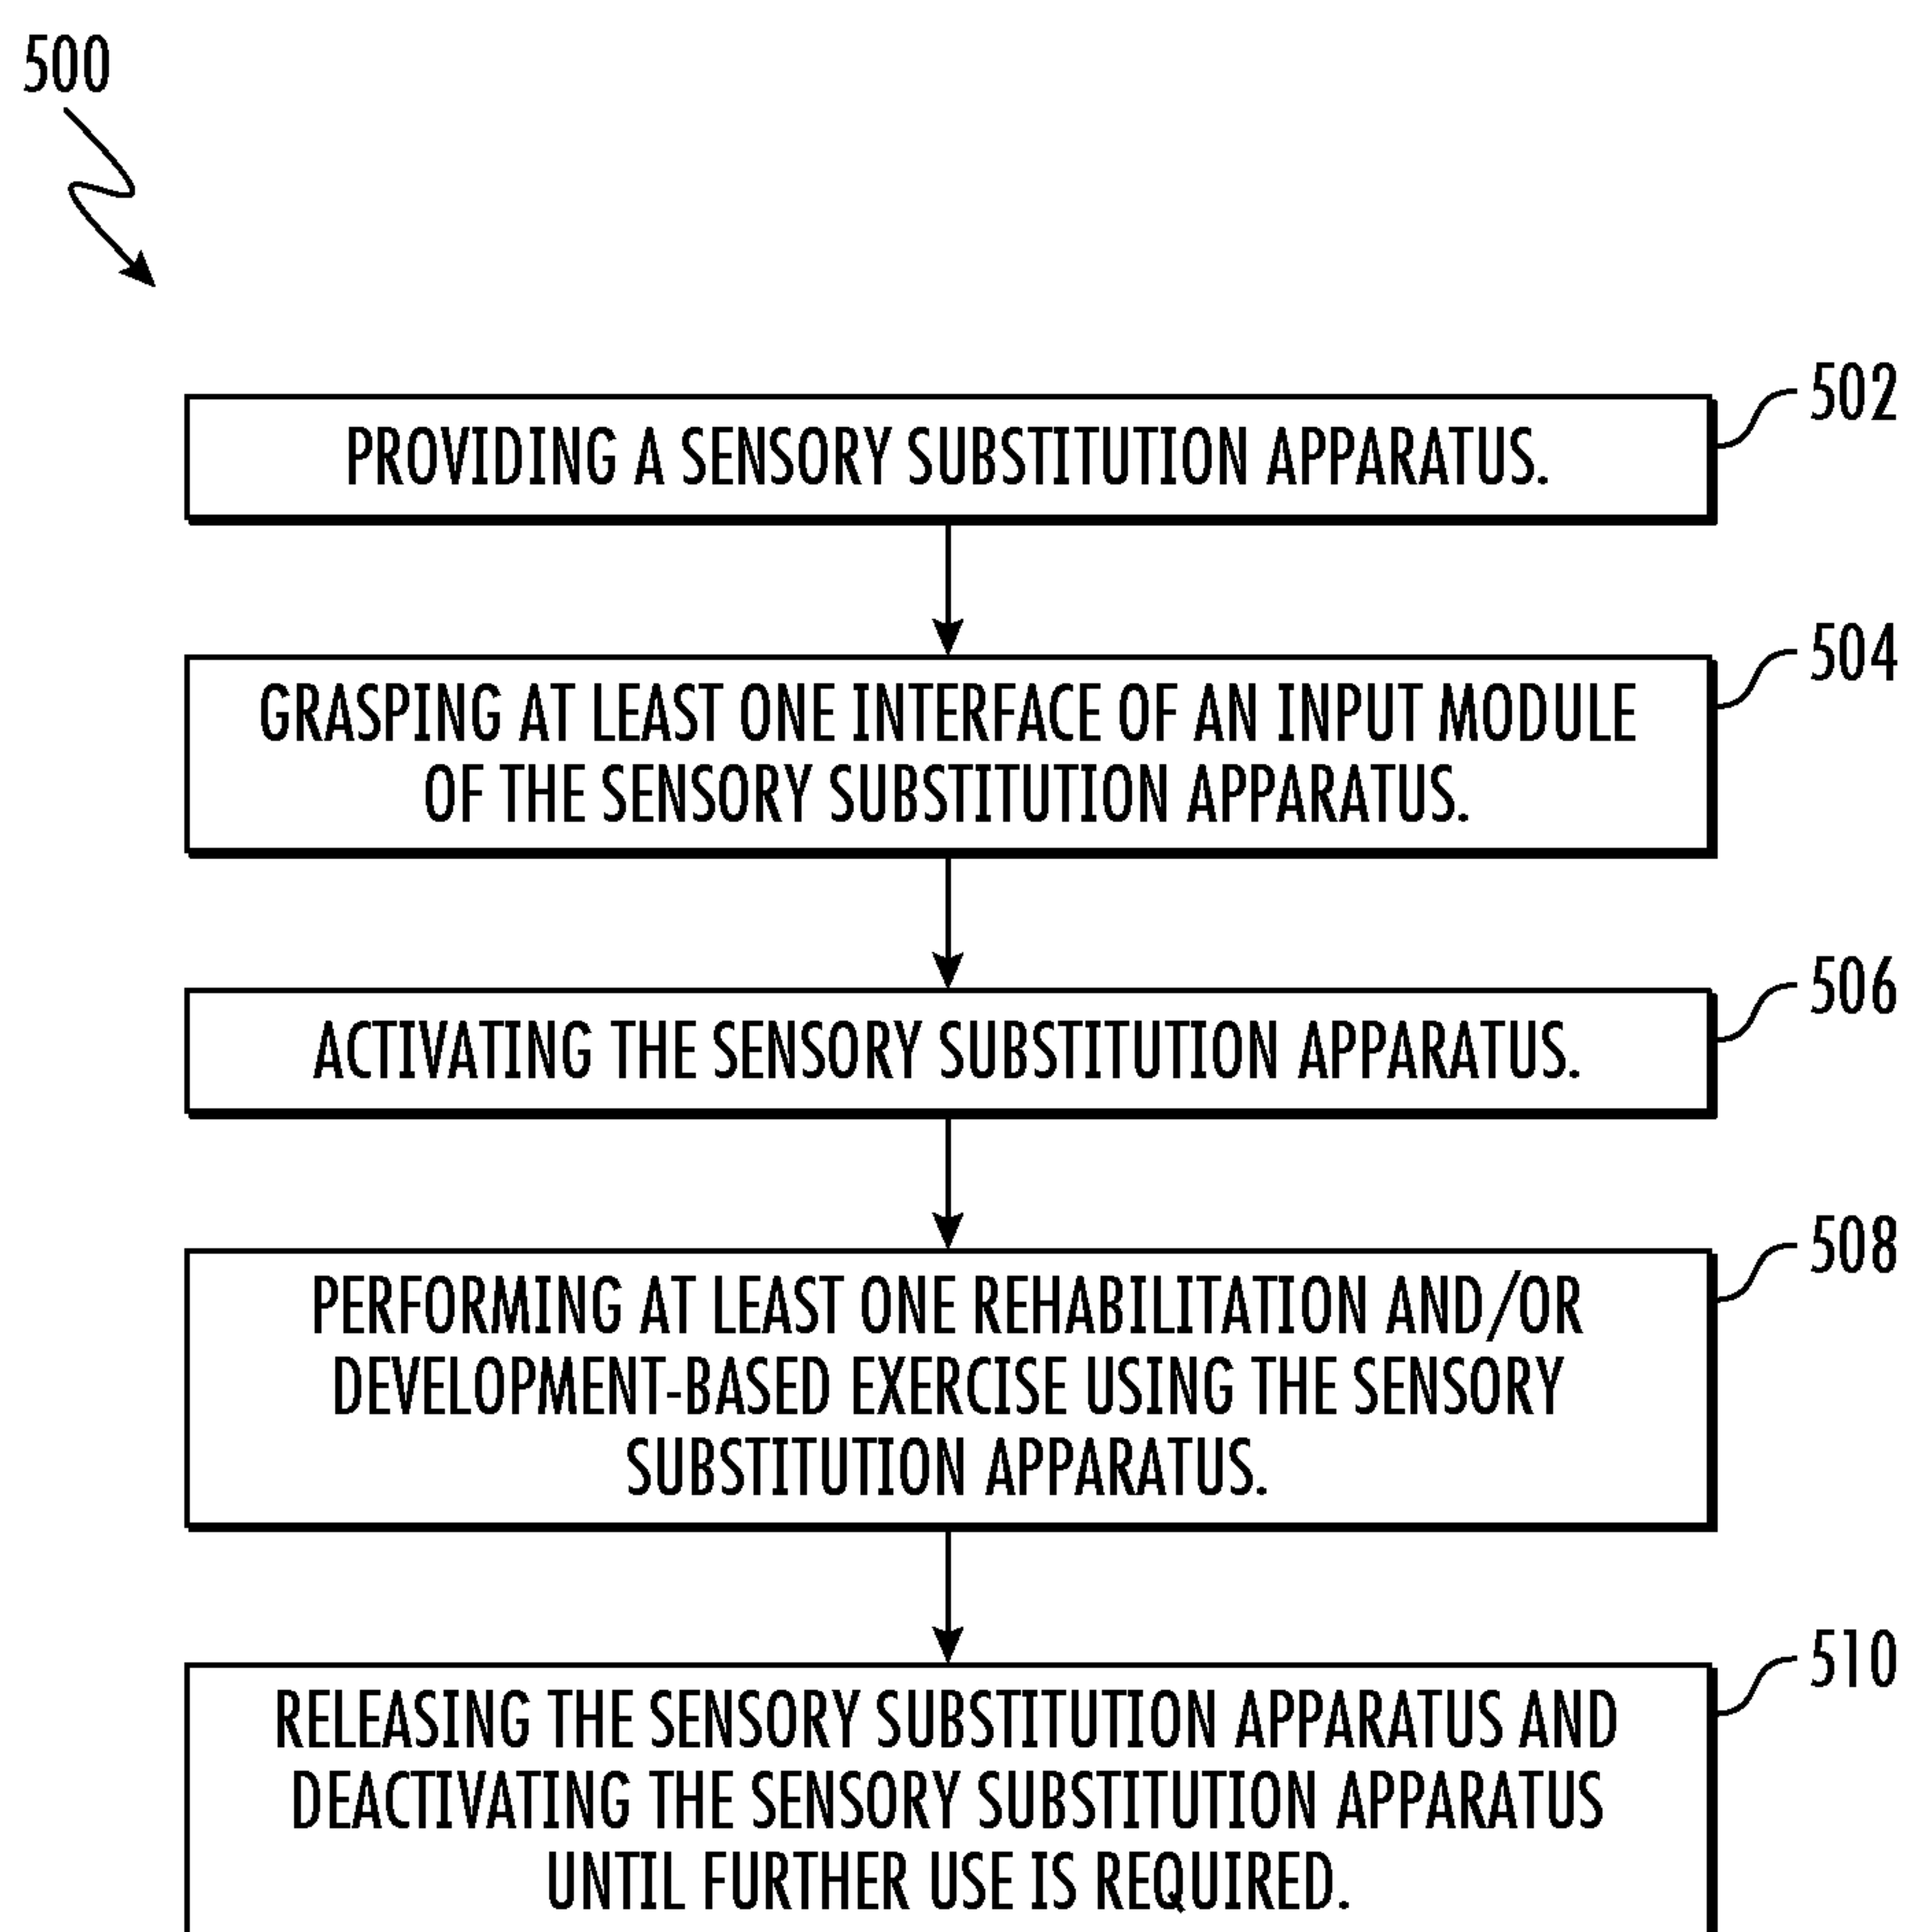 500
502
PROVIDING A SENSORY SUBSTITUTION APPARATUS.
504
GRASPING AT LEAST ONE INTERFACE OF AN INPUT MODULE
OF THE SENSORY SUBSTITUTION APPARATUS.
506
ACTIVATING THE SENSORY SUBSTITUTION APPARATUS.
508
PERFORMING AT LEAST ONE REHABILITATION AND/OR
DEVELOPMENT-BASED EXERCISE USING THE SENSORY
SUBSTITUTION APPARATUS.
510
RELEASING THE SENSORY SUBSTITUTION APPARATUS AND
DEACTIVATING THE SENSORY SUBSTITUTION APPARATUS
UNTIL FURTHER USE IS REQUIRED.